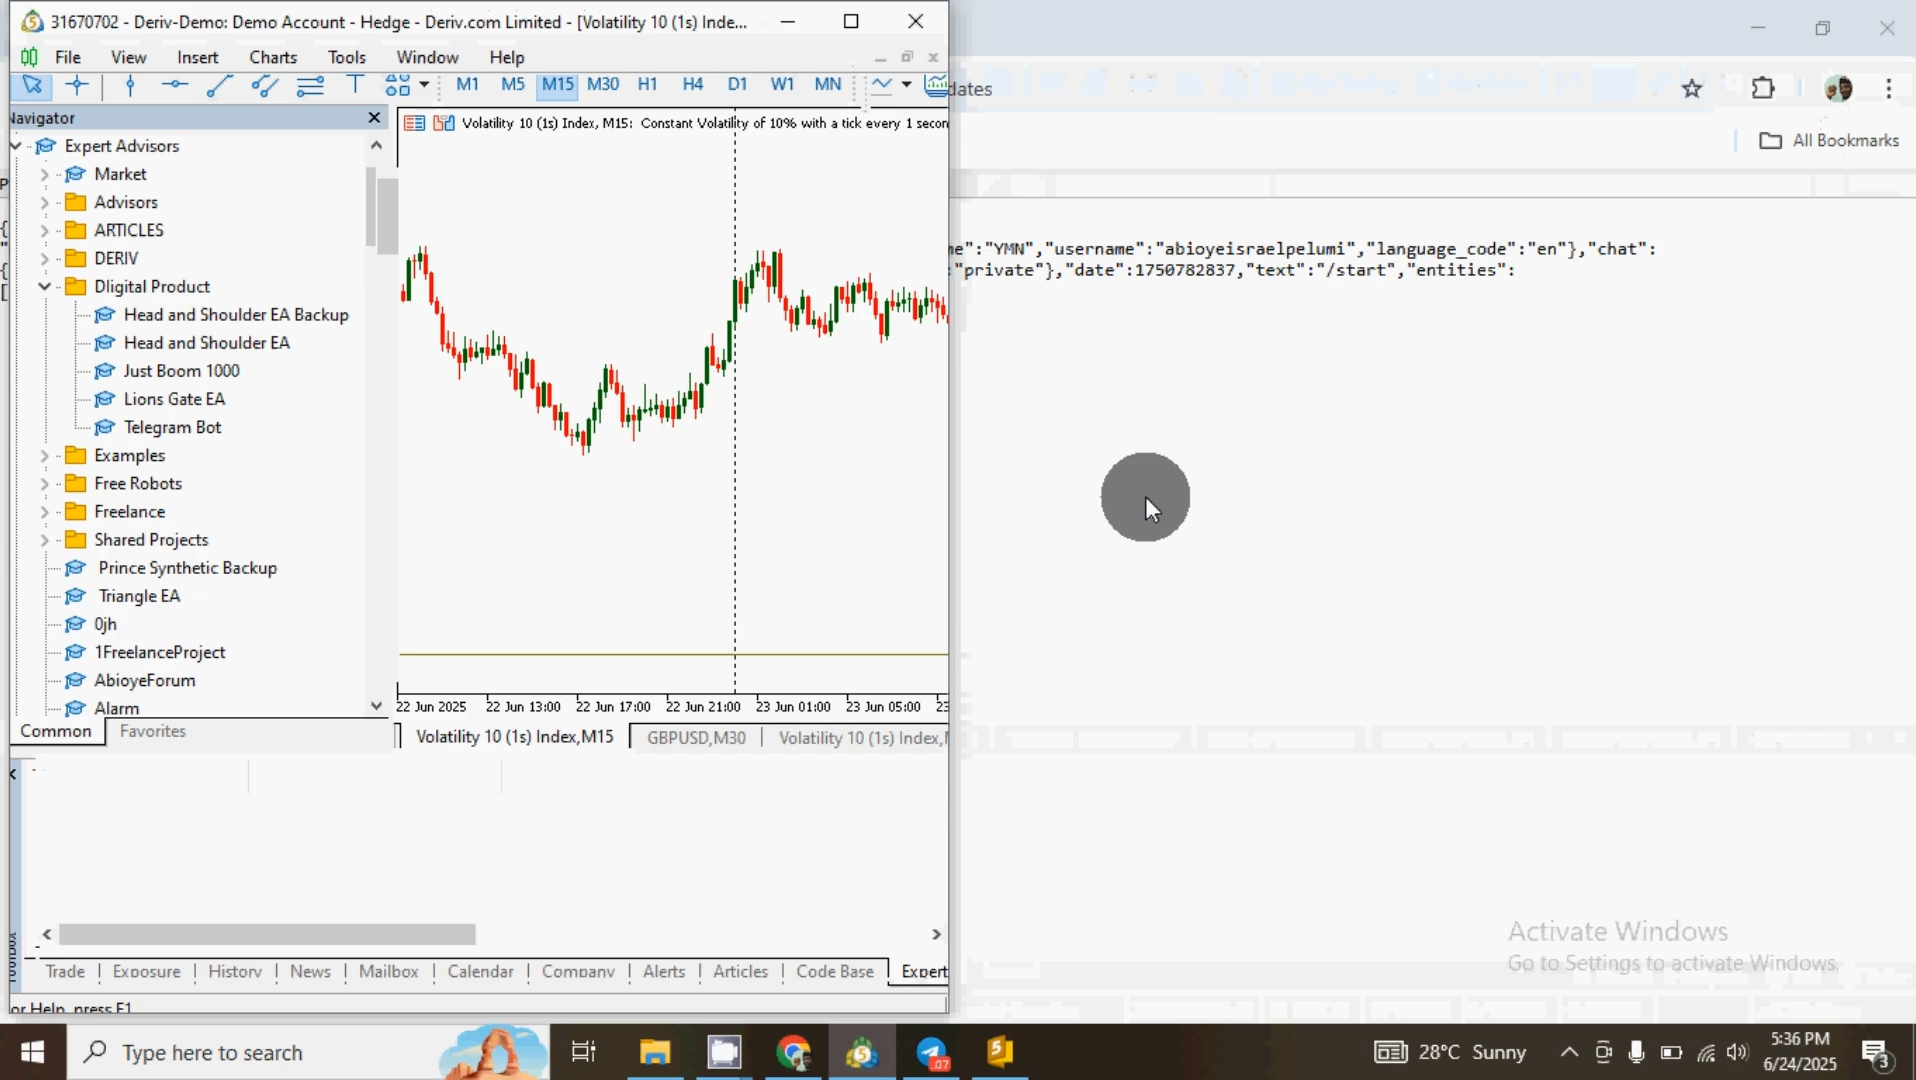 31670702 - Deriv-Demo: Demo Account - Hedge - Deriv.com Limited - [Volatility 10 (1s) Inde...
File View Insert Charts Tools Window Help
M1 M5 M15 M30 H1 H4 D1 W1 MN
dates
All Bookmarks
Navigator
Volatility 10 (1s) Index, M15: Constant Volatility of 10% with a tick every 1 secon
Expert Advisors
Market
Advisors
ARTICLES
DERIV
DIigital Product
Head and Shoulder EA Backup
Head and Shoulder EA
Just Boom 1000
Lions Gate EA
Telegram Bot
Examples
Free Robots
Freelance
Shared Projects
Prince Synthetic Backup
Triangle EA
0jh
1FreelanceProject
AbioyeForum
Alarm
Common Favorites
P
{
"
{
[
me":"YMN","username":"abioyeisraelpelumi","language_code":"en"},"chat":
"private"},"date":1750782837,"text":"/start","entities":
22 Jun 2025 22 Jun 13:00 22 Jun 17:00 22 Jun 21:00 23 Jun 01:00 23 Jun 05:00 23
Volatility 10 (1s) Index,M15 GBPUSD,M30 Volatility 10 (1s) Index,
Trade Exposure History News Mailbox Calendar Company Alerts Articles Code Base Expert
or Help, press F1
Activate Windows
Go to Settings to activate Windows.
Type here to search
07
28°C Sunny
5:36 PM
6/24/2025
3